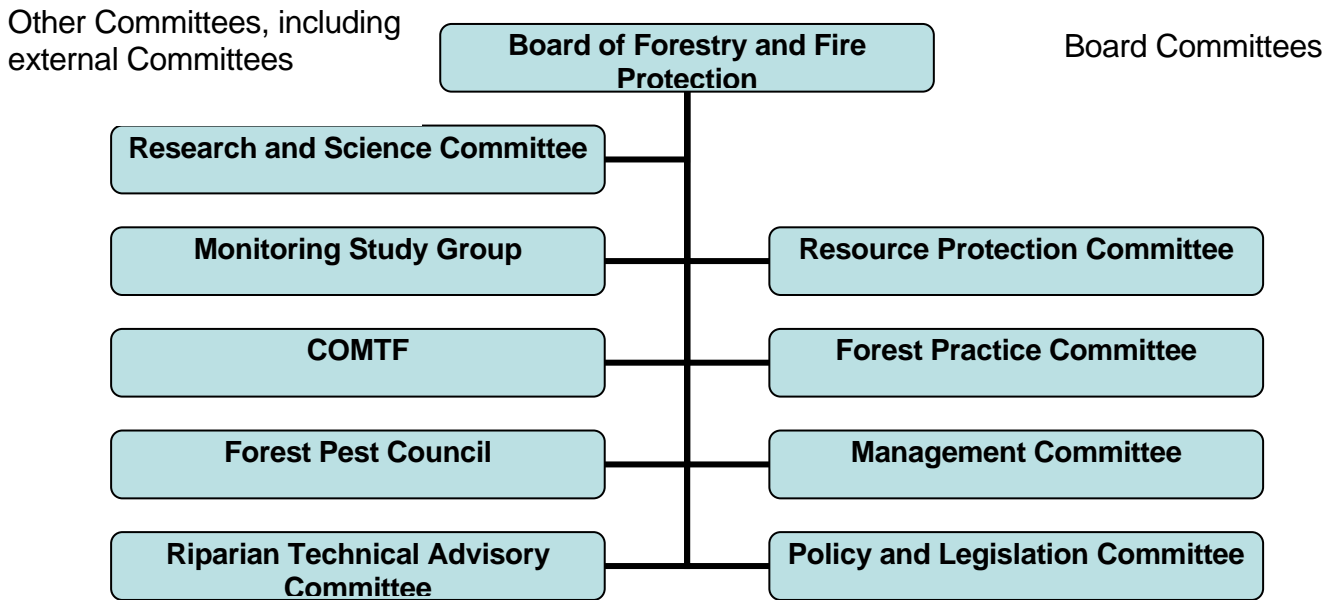 Other Committees, including
external Committees
Board of Forestry and Fire
Protection
Board Committees
Research and Science Committee
Monitoring Study Group
Resource Protection Committee
COMTF
Forest Practice Committee
Forest Pest Council
Management Committee
Riparian Technical Advisory
Committee
Policy and Legislation Committee